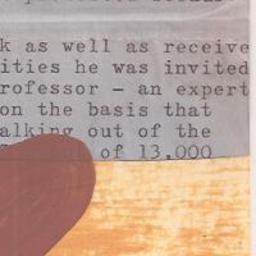 k as well as receive
ities he was invited
rofessor - an expert
on the basis that
alking out of the
of 13,000